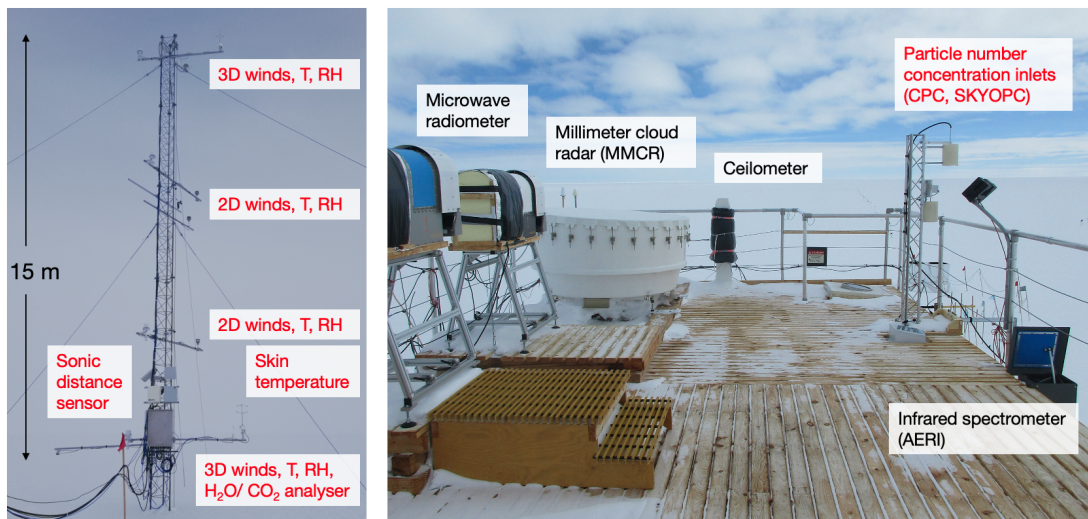 3D winds, T, RH
2D winds, T, RH
15 m
2D winds, T, RH
Sonic
distance
sensor
Skin
temperature
3D winds, T, RH,
H₂O/ CO₂ analyser
Microwave
radiometer
Millimeter cloud
radar (MMCR)
Ceilometer
Particle number
concentration inlets
(CPC, SKYOPC)
Infrared spectrometer
(AERI)